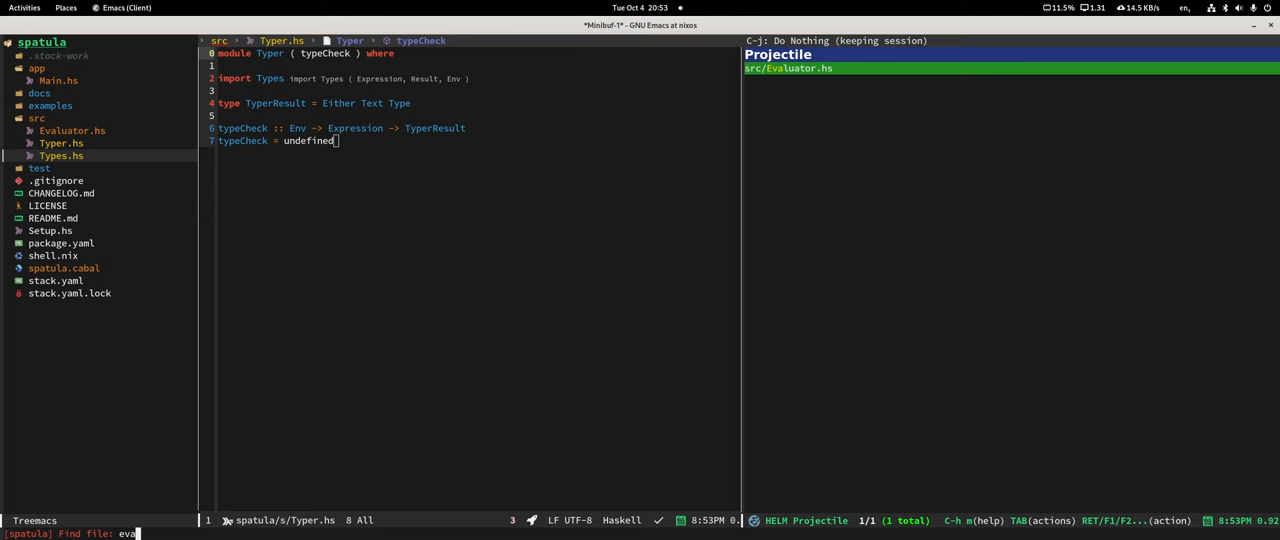 Activities Places Emacs (Client) Tue Oct 4 20:53 11.5% 1.31 14.5 KB/s en,
*Minibuf-1* - GNU Emacs at nixos
spatula
.stack-work
app
Main.hs
docs
examples
src
Evaluator.hs
Typer.hs
Types.hs
test
.gitignore
CHANGELOG.md
LICENSE
README.md
Setup.hs
package.yaml
shell.nix
spatula.cabal
stack.yaml
stack.yaml.lock
src Typer.hs Typer typeCheck
0 module Typer ( typeCheck ) where
1
2 import Types import Types ( Expression, Result, Env )
3
4 type TyperResult = Either Text Type
5
6 typeCheck :: Env -> Expression -> TyperResult
7 typeCheck = undefined
C-j: Do Nothing (keeping session)
Projectile
src/Evaluator.hs
Treemacs 1 spatula/s/Typer.hs 8 All 3 LF UTF-8 Haskell 8:53PM 0. HELM Projectile 1/1 (1 total) C-h m(help) TAB(actions) RET/F1/F2...(action) 8:53PM 0.92
[spatula] Find file: eva